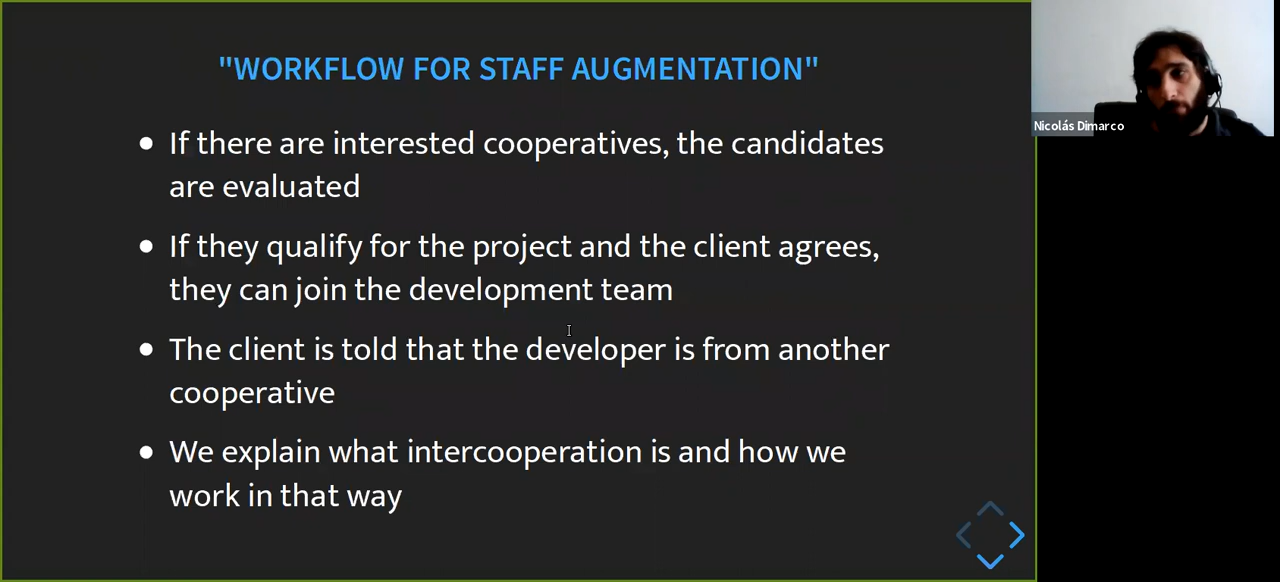 "WORKFLOW FOR STAFF AUGMENTATION"
If there are interested cooperatives, the candidates
are evaluated
If they qualify for the project and the client agrees,
they can join the development team
The client is told that the developer is from another
cooperative
We explain what intercooperation is and how we
work in that way
Nicolás Dimarco